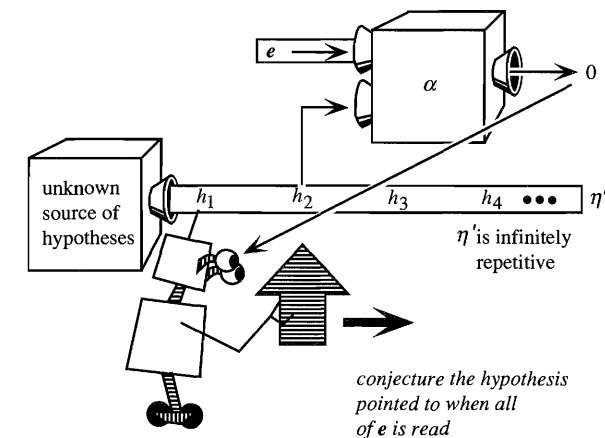 e
α
0
unknown
source of
hypotheses
h1 h2 h3 h4 ••• η'
η' is infinitely
repetitive
conjecture the hypothesis
pointed to when all
of e is read